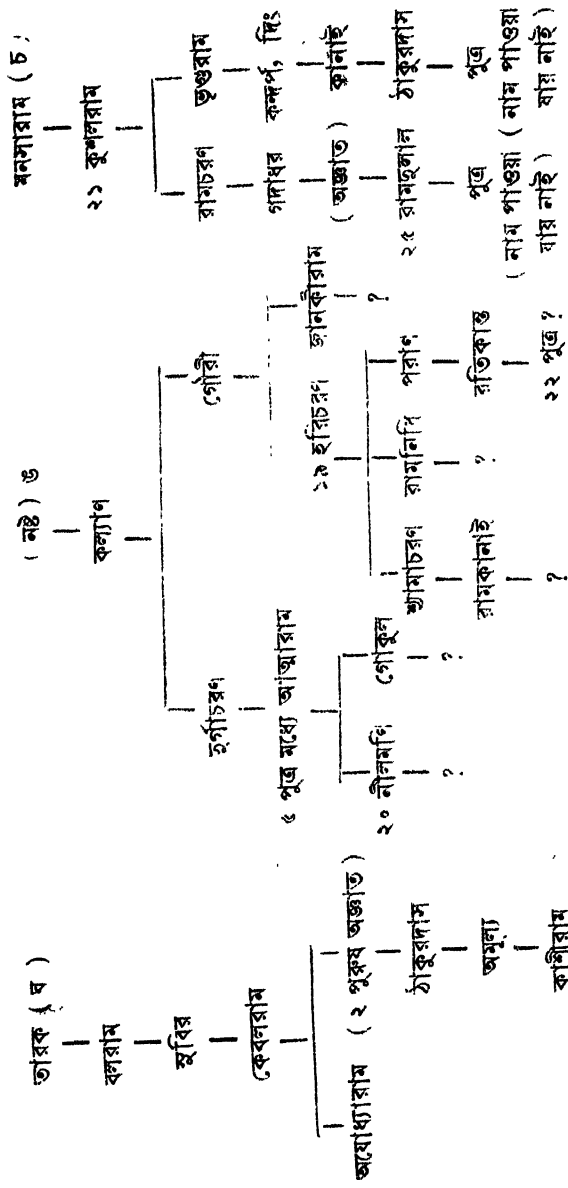 তারক ( ঘ )
বলরাম
সুবির
কেবলরাম
অযোধ্যারাম ( ২ পুরুষ অজ্ঞাত )
ঠাকুরদাস
অমূল্য
কাশীরাম
( নষ্ট ) ঙ
কল্যাণ
দুর্গাচরণ গৌরী
৫ পুত্র মধ্যে আত্মারাম
২০ নীলমণি গোকুল
? ?
১৯ হরিচরণ জানকীরাম
?
শ্যামাচরণ রামনিধি পরাণ
রামকানাই ? রতিকান্ত
? ২২ পুত্র ?
মনসারাম ( চ )
২১ কুশলরাম
রামচরণ ভৃগুরাম
গদাধর কন্দর্প, দিং
( অজ্ঞাত ) কানাই
২৫ রামদুলাল ঠাকুরদাস
পুত্র পুত্র
( নাম পাওয়া ( নাম পাওয়া
যায় নাই ) যায় নাই